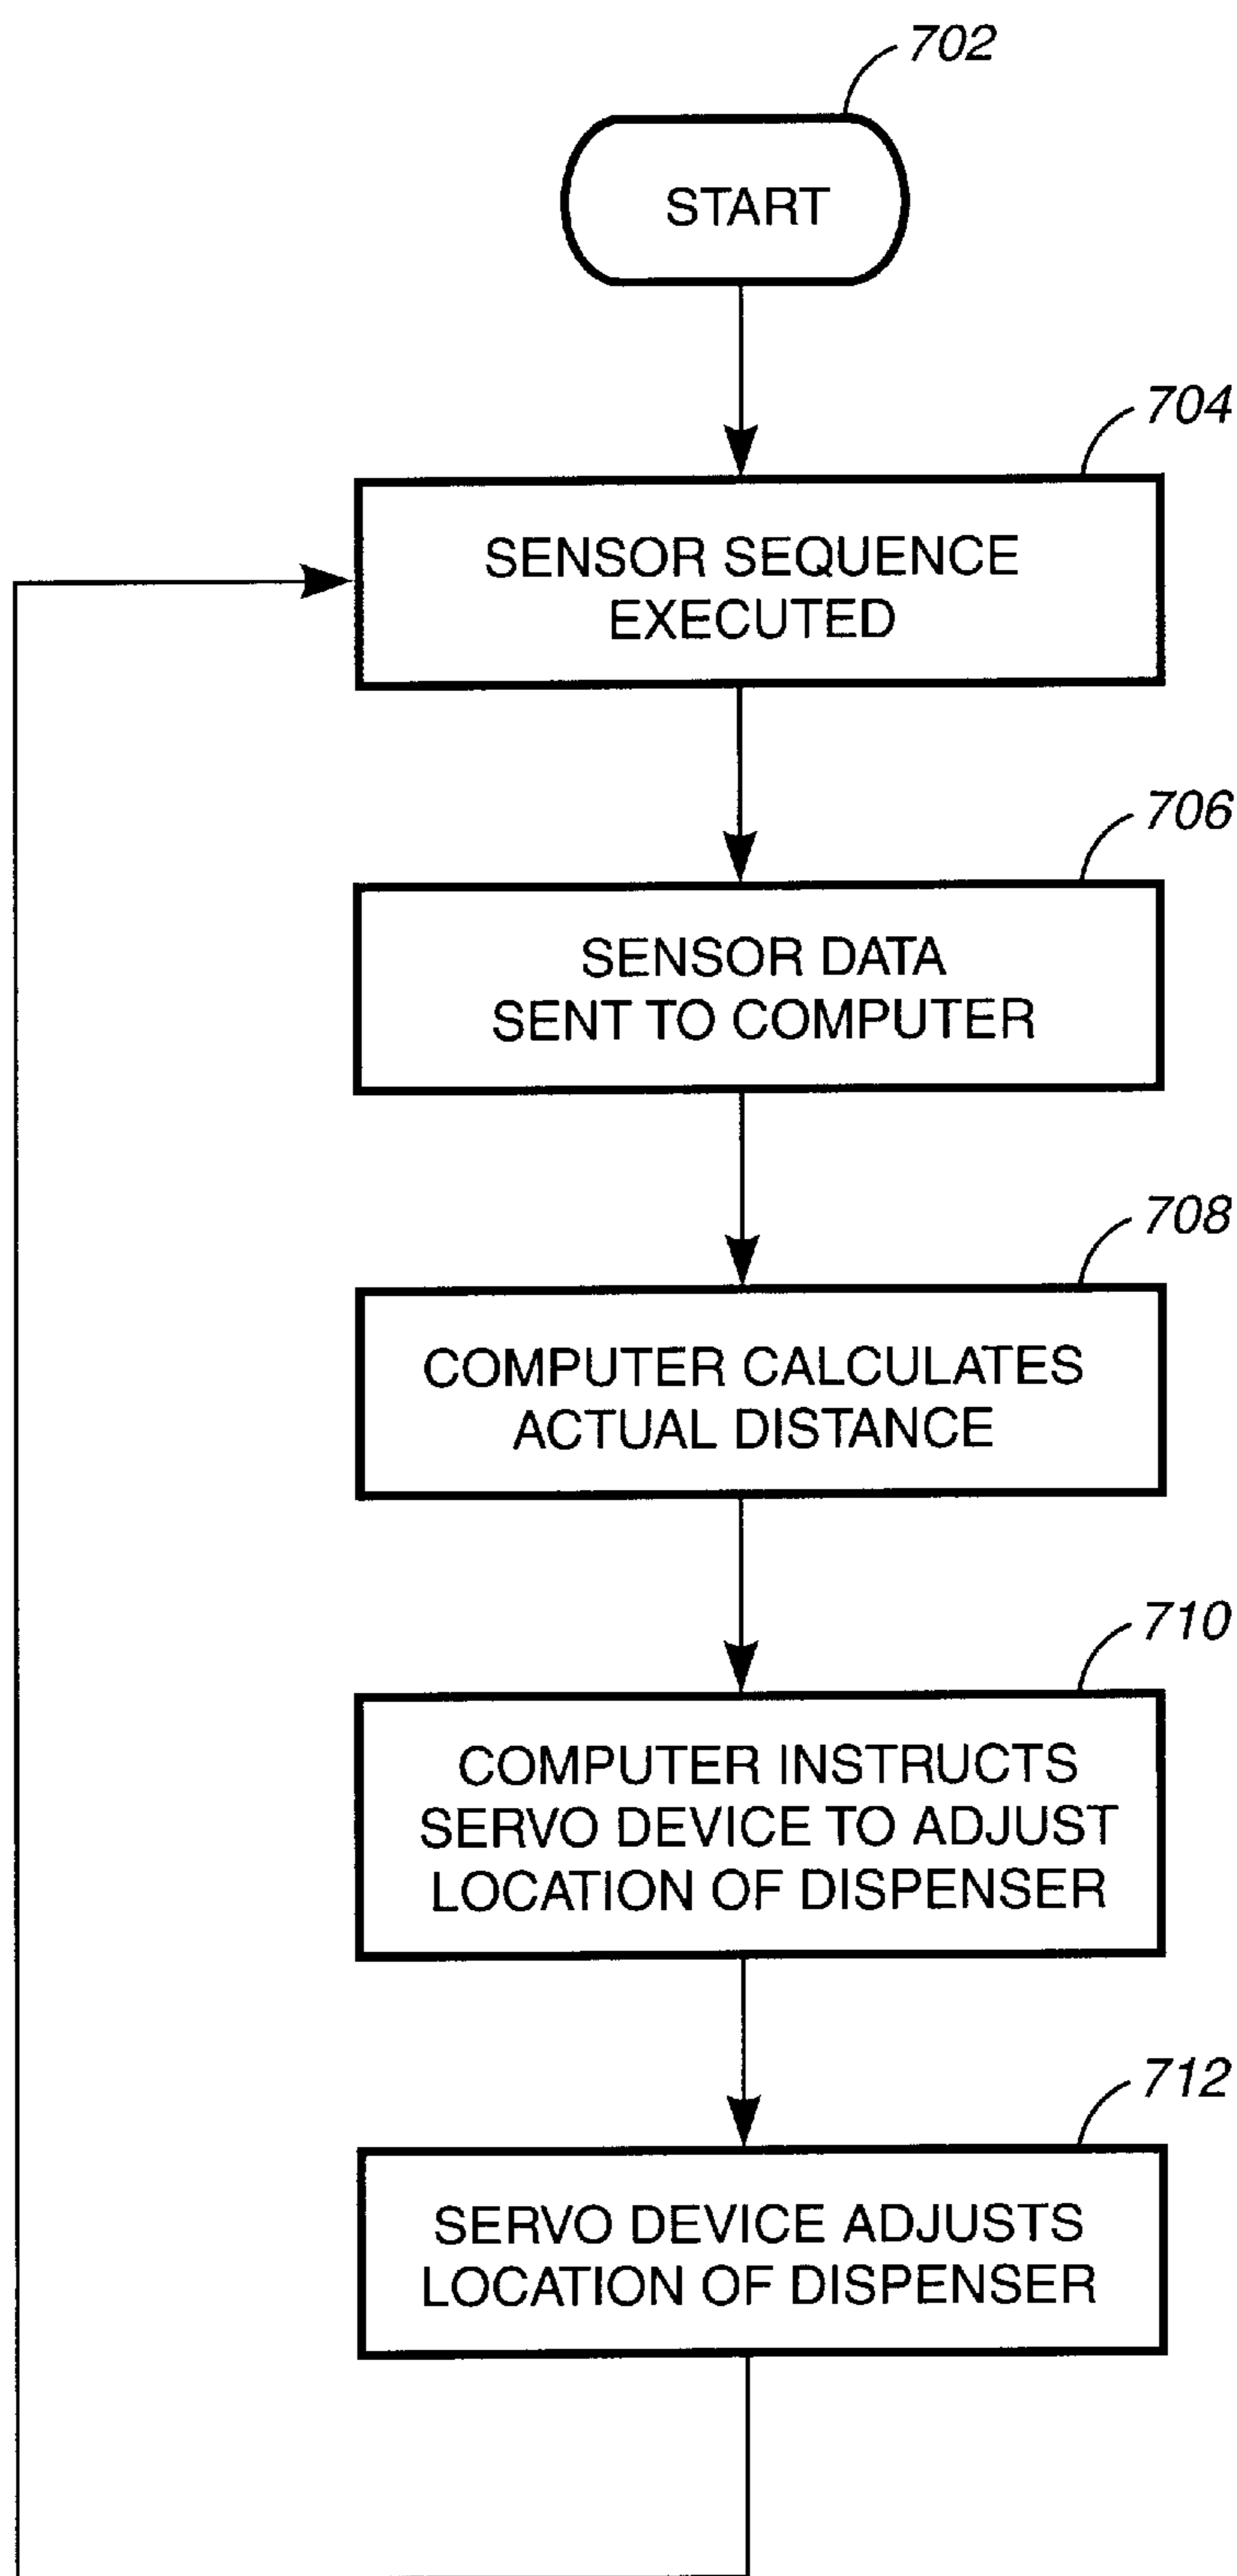 702
START
704
SENSOR SEQUENCE
EXECUTED
706
SENSOR DATA
SENT TO COMPUTER
708
COMPUTER CALCULATES
ACTUAL DISTANCE
710
COMPUTER INSTRUCTS
SERVO DEVICE TO ADJUST
LOCATION OF DISPENSER
712
SERVO DEVICE ADJUSTS
LOCATION OF DISPENSER